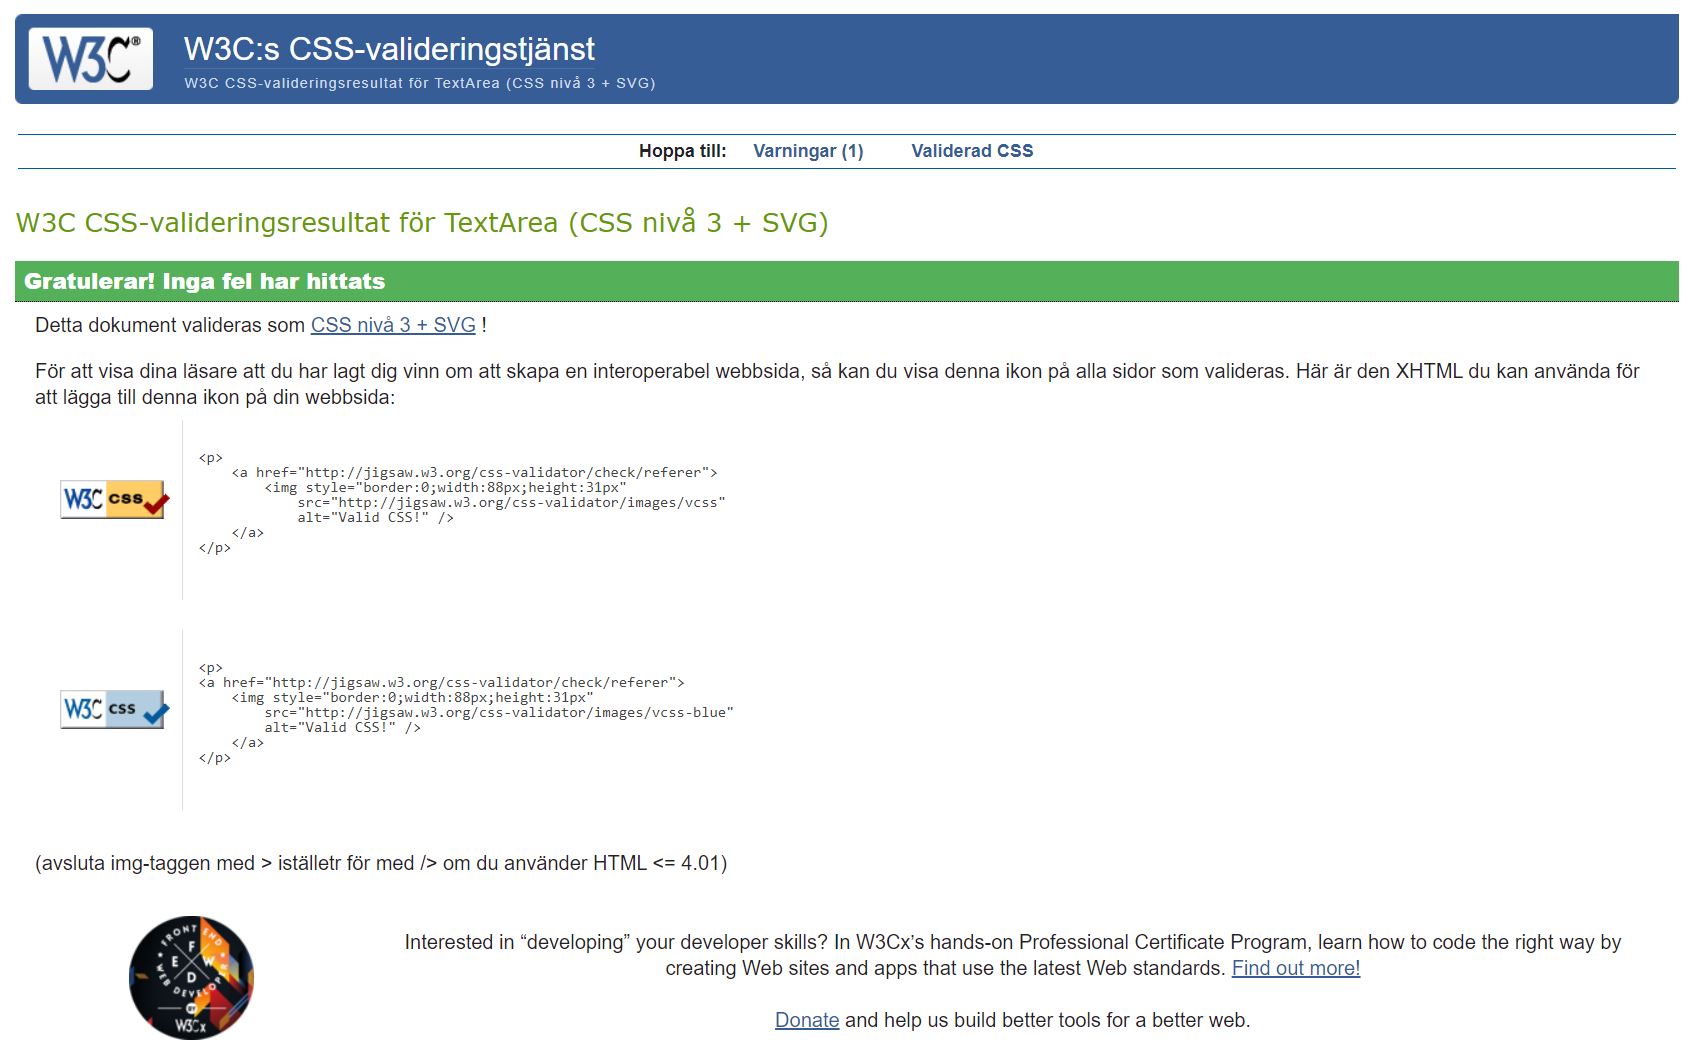 W3C®
W3C:s CSS-valideringstjänst
W3C CSS-valideringsresultat för TextArea (CSS nivå 3 + SVG)
Hoppa till: Varningar (1) Validerad CSS
W3C CSS-valideringsresultat för TextArea (CSS nivå 3 + SVG)
Gratulerar! Inga fel har hittats
Detta dokument valideras som CSS nivå 3 + SVG !
För att visa dina läsare att du har lagt dig vinn om att skapa en interoperabel webbsida, så kan du visa denna ikon på alla sidor som valideras. Här är den XHTML du kan använda för
att lägga till denna ikon på din webbsida:
W3C css
<p>
<a href="http://jigsaw.w3.org/css-validator/check/referer">
<img style="border:0;width:88px;height:31px"
src="http://jigsaw.w3.org/css-validator/images/vcss"
alt="Valid CSS!" />
</a>
</p>
W3C css
<p>
<a href="http://jigsaw.w3.org/css-validator/check/referer">
<img style="border:0;width:88px;height:31px"
src="http://jigsaw.w3.org/css-validator/images/vcss-blue"
alt="Valid CSS!" />
</a>
</p>
(avsluta img-taggen med > iställetr för med /> om du använder HTML <= 4.01)
FRONT END
F
E W
D
WEB DEVELOPER
BY
W3Cx
Interested in “developing” your developer skills? In W3Cx’s hands-on Professional Certificate Program, learn how to code the right way by
creating Web sites and apps that use the latest Web standards. Find out more!
Donate and help us build better tools for a better web.